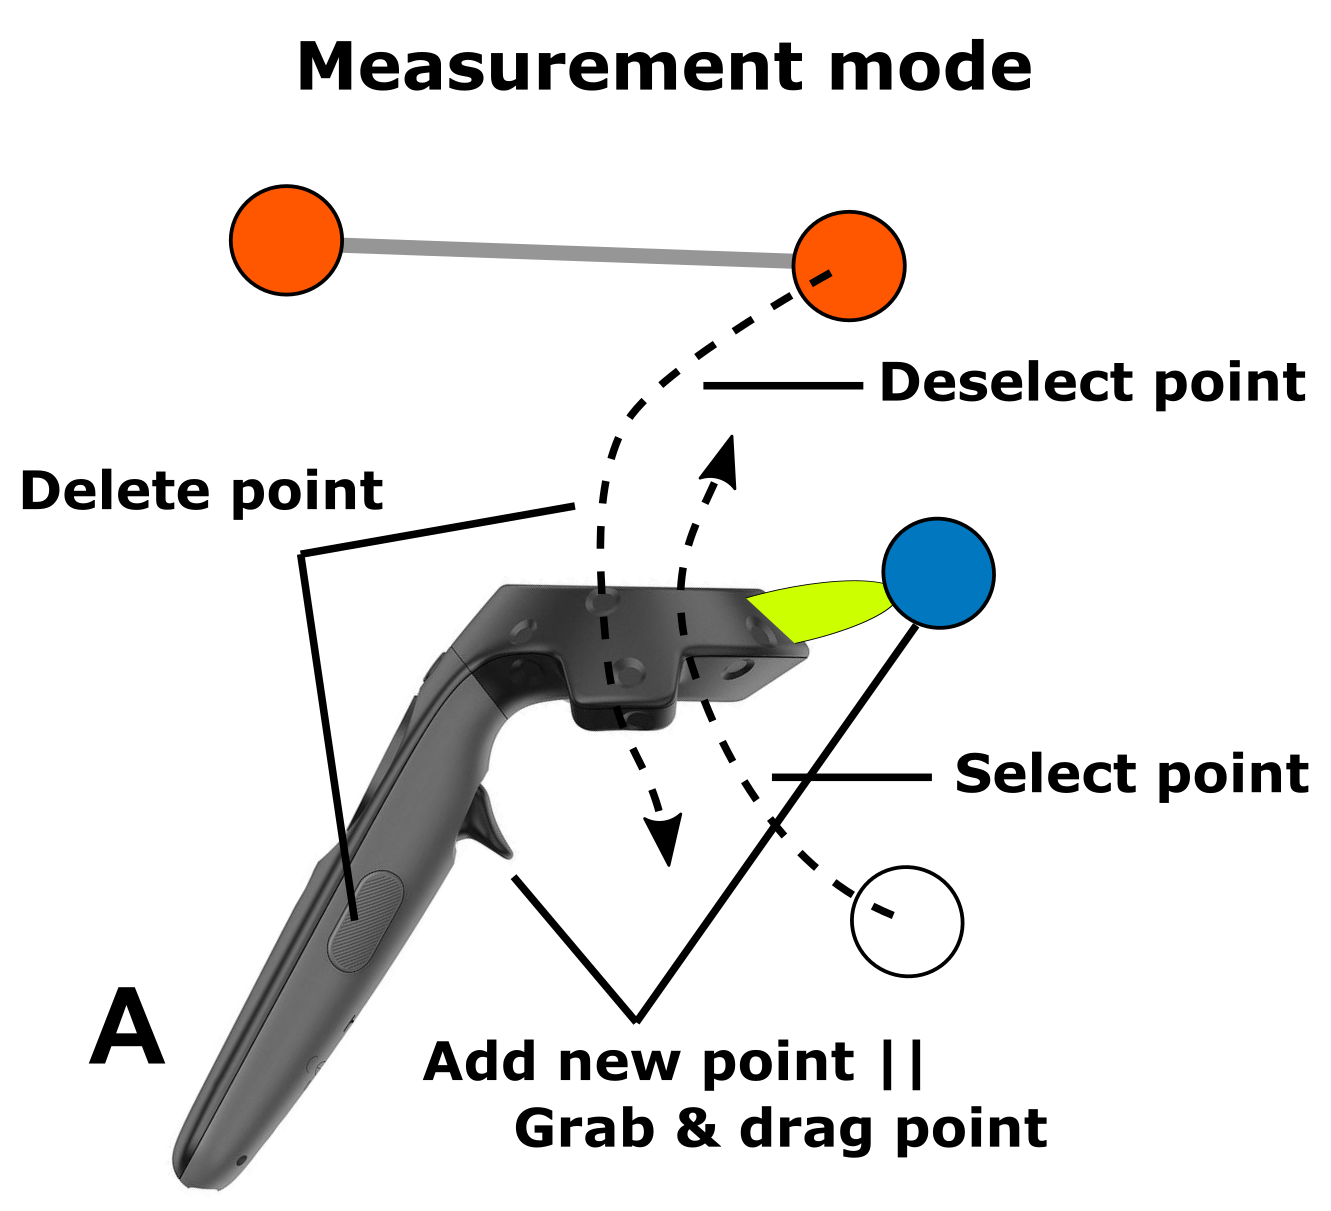 Measurement mode
Deselect point
Delete point
Select point
A
Add new point ||
Grab & drag point